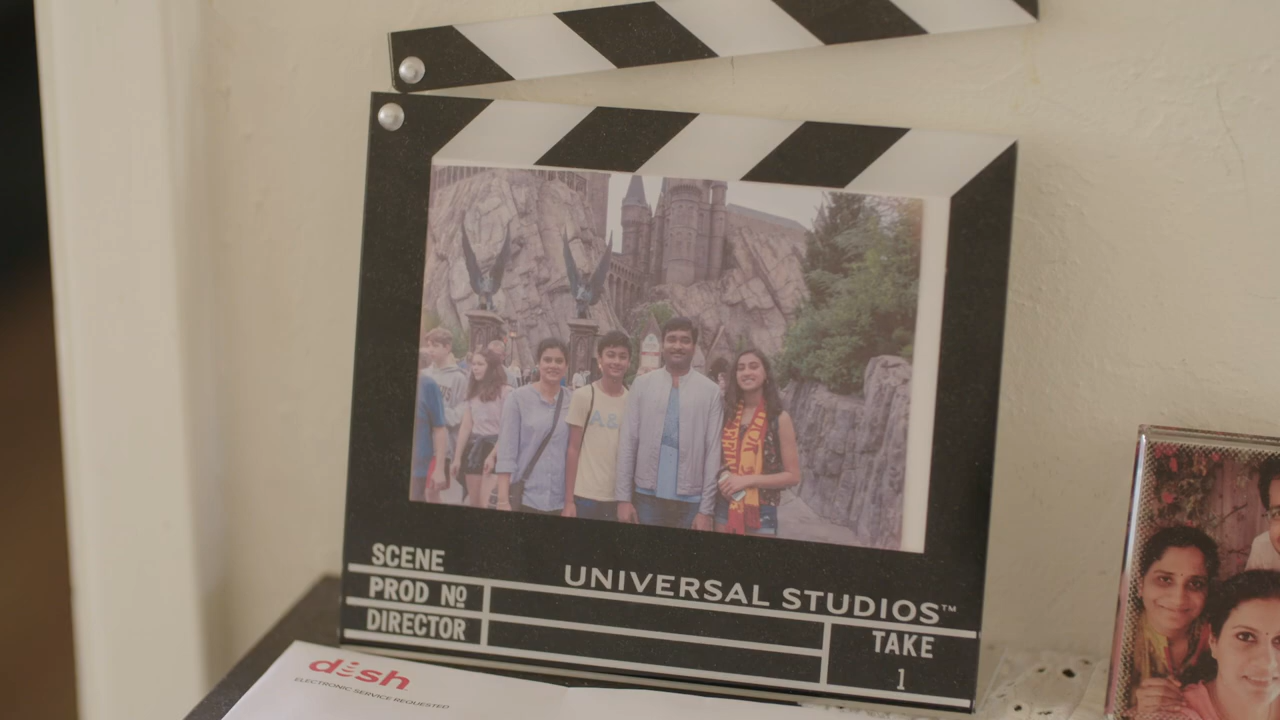 A&
SCENE
UNIVERSAL STUDIOS™
PROD Nº
DIRECTOR
TAKE
1
dish
ELECTRONIC SERVICE REQUESTED